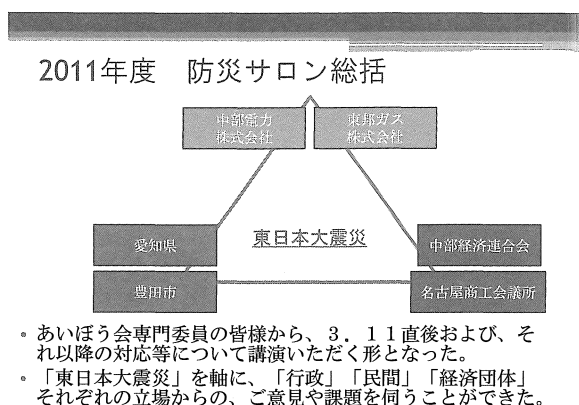 2011年度　防災サロン総括
中部電力
株式会社
東邦ガス
株式会社
愛知県
東日本大震災
中部経済連合会
豊田市
名古屋商工会議所
• あいぼう会専門委員の皆様から、３．１１直後および、そ
れ以降の対応等について講演いただく形となった。
• 「東日本大震災」を軸に、「行政」「民間」「経済団体」
それぞれの立場からの、ご意見や課題を伺うことができた。